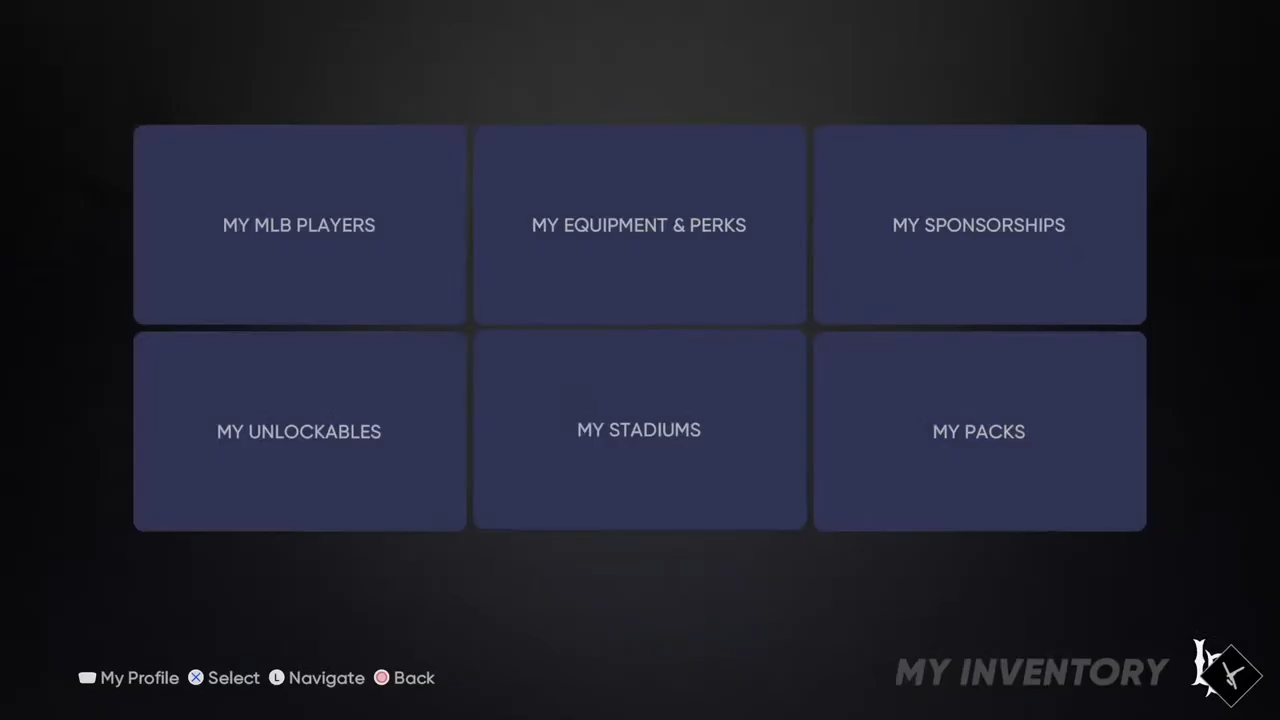 MY MLB PLAYERS
MY EQUIPMENT & PERKS
MY SPONSORSHIPS
MY UNLOCKABLES
MY STADIUMS
MY PACKS
My Profile Select L Navigate Back
MY INVENTORY